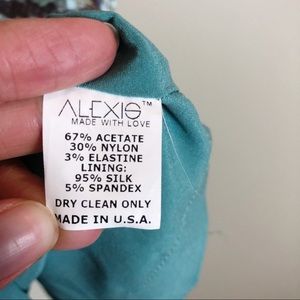 ALEXIS™
MADE WITH LOVE
67% ACETATE
30% NYLON
3% ELASTINE
LINING:
95% SILK
5% SPANDEX
DRY CLEAN ONLY
MADE IN U.S.A.